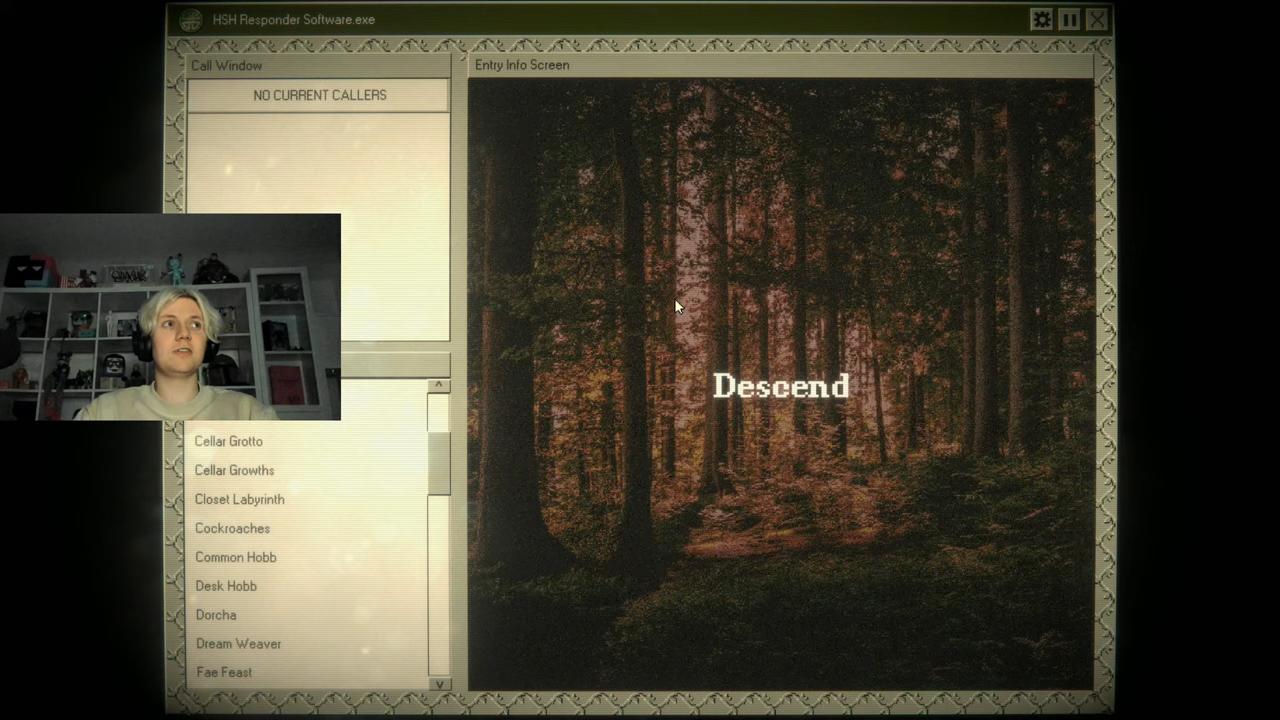 HSH Responder Software.exe
Call Window
NO CURRENT CALLERS
Cellar Grotto
Cellar Growths
Closet Labyrinth
Cockroaches
Common Hobb
Desk Hobb
Dorcha
Dream Weaver
Fae Feast
Entry Info Screen
Descend